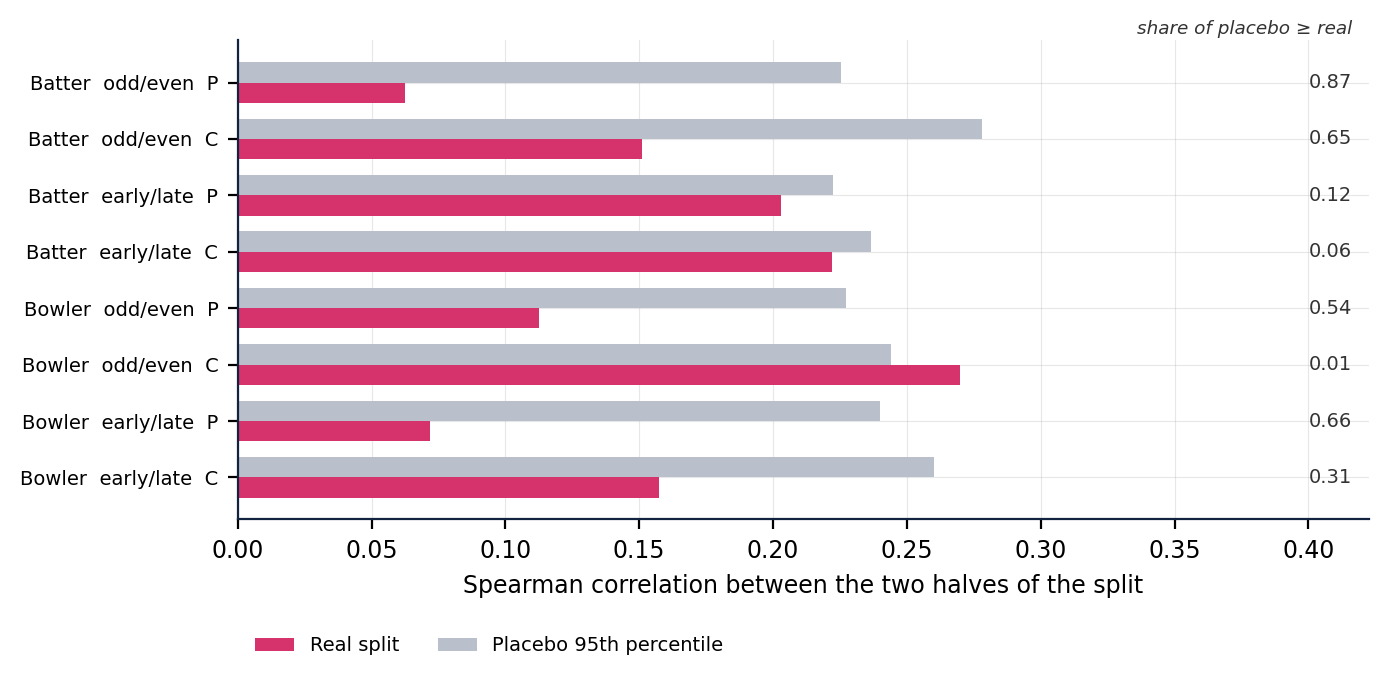 share of placebo ≥ real
Batter odd/even P 0.87
Batter odd/even C 0.65
Batter early/late P 0.12
Batter early/late C 0.06
Bowler odd/even P 0.54
Bowler odd/even C 0.01
Bowler early/late P 0.66
Bowler early/late C 0.31
0.00 0.05 0.10 0.15 0.20 0.25 0.30 0.35 0.40
Spearman correlation between the two halves of the split
Real split Placebo 95th percentile